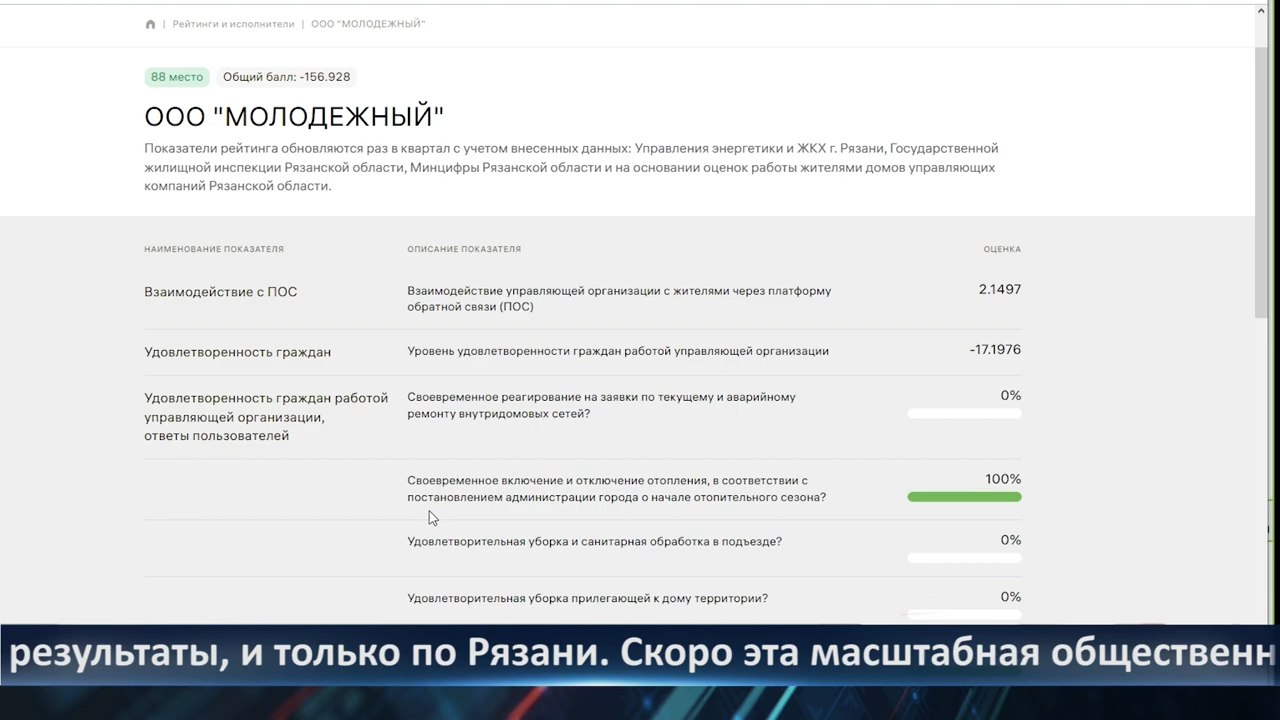 Рейтинги и исполнители | ООО "МОЛОДЕЖНЫЙ"
88 место Общий балл: -156.928
ООО "МОЛОДЕЖНЫЙ"
Показатели рейтинга обновляются раз в квартал с учетом внесенных данных: Управления энергетики и ЖКХ г. Рязани, Государственной
жилищной инспекции Рязанской области, Минцифры Рязанской области и на основании оценок работы жителями домов управляющих
компаний Рязанской области.
НАИМЕНОВАНИЕ ПОКАЗАТЕЛЯ ОПИСАНИЕ ПОКАЗАТЕЛЯ ОЦЕНКА
Взаимодействие с ПОС
Взаимодействие управляющей организации с жителями через платформу
обратной связи (ПОС)
2.1497
Удовлетворенность граждан
Уровень удовлетворенности граждан работой управляющей организации
-17.1976
Удовлетворенность граждан работой
управляющей организации,
ответы пользователей
Своевременное реагирование на заявки по текущему и аварийному
ремонту внутридомовых сетей?
0%
Своевременное включение и отключение отопления, в соответствии с
постановлением администрации города о начале отопительного сезона?
100%
Удовлетворительная уборка и санитарная обработка в подъезде?
0%
Удовлетворительная уборка прилегающей к дому территории?
0%
результаты, и только по Рязани. Скоро эта масштабная общественн